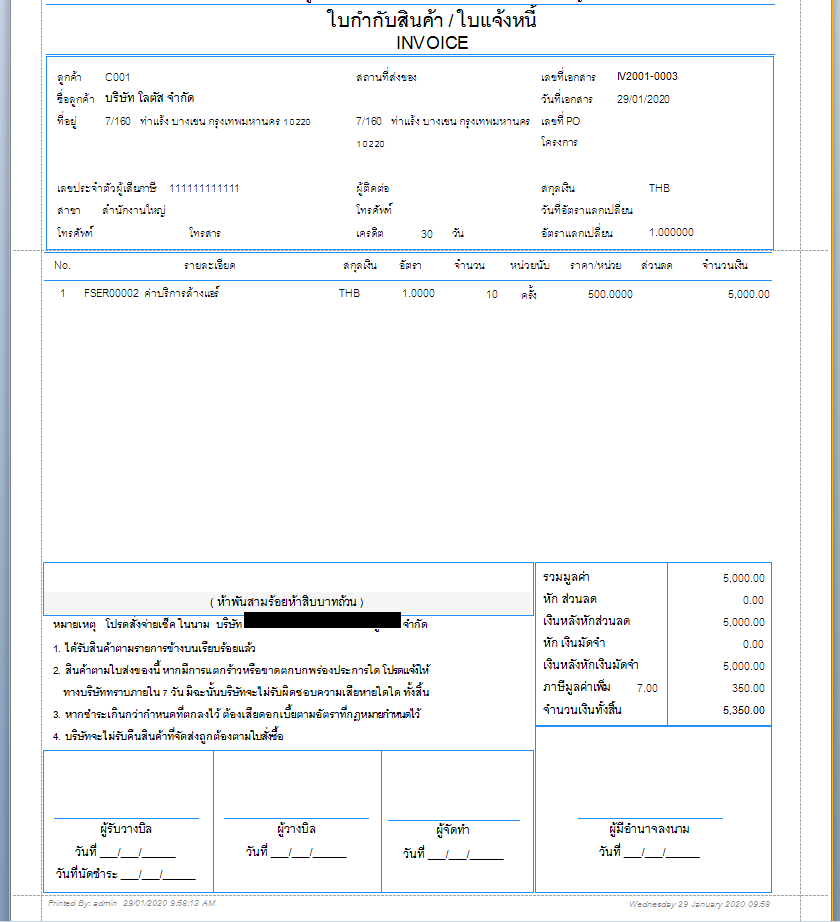 ใบกำกับสินค้า / ใบแจ้งหนี้
INVOICE
ลูกค้า C001 สถานที่ส่งของ เลขที่เอกสาร IV2001-0003
ชื่อลูกค้า บริษัท โลตัส จำกัด วันที่เอกสาร 29/01/2020
ที่อยู่ 7/160 ท่าแร้ง บางเขน กรุงเทพมหานคร 10220 7/160 ท่าแร้ง บางเขน กรุงเทพมหานคร เลขที่ PO
10220 โครงการ
เลขประจำตัวผู้เสียภาษี 111111111111 ผู้ติดต่อ สกุลเงิน THB
สาขา สำนักงานใหญ่ โทรศัพท์ วันที่อัตราแลกเปลี่ยน
โทรศัพท์ โทรสาร เครดิต 30 วัน อัตราแลกเปลี่ยน 1.000000
No. รายละเอียด สกุลเงิน อัตรา จำนวน หน่วยนับ ราคา/หน่วย ส่วนลด จำนวนเงิน
1 FSER00002 ค่าบริการล้างแอร์ THB 1.0000 10 ครั้ง 500.0000 5,000.00
รวมมูลค่า 5,000.00
( ห้าพันสามร้อยห้าสิบบาทถ้วน ) หัก ส่วนลด 0.00
หมายเหตุ โปรดสั่งจ่ายเช็ค ในนาม บริษัท จำกัด เงินหลังหักส่วนลด 5,000.00
1. ได้รับสินค้าตามรายการข้างบนเรียบร้อยแล้ว หัก เงินมัดจำ 0.00
2. สินค้าตามใบส่งของนี้ หากมีการแตกร้าวหรือขาดตกบกพร่องประการใด โปรดแจ้งให้ เงินหลังหักเงินมัดจำ 5,000.00
ทางบริษัททราบภายใน 7 วัน มิฉะนั้นบริษัทจะไม่รับผิดชอบความเสียหายใดใด ทั้งสิ้น ภาษีมูลค่าเพิ่ม 7.00 350.00
3. หากชำระเกินกว่ากำหนดที่ตกลงไว้ ต้องเสียดอกเบี้ยตามอัตราที่กฎหมายกำหนดไว้ จำนวนเงินทั้งสิ้น 5,350.00
4. บริษัทจะไม่รับคืนสินค้าที่จัดส่งถูกต้องตามใบสั่งซื้อ
ผู้รับวางบิล ผู้วางบิล ผู้จัดทำ ผู้มีอำนาจลงนาม
วันที่ ___/___/______ วันที่ ___/___/______ วันที่ ___/___/______ วันที่ ___/___/______
วันที่นัดชำระ ___/___/______
Printed By: admin 29/01/2020 9:58:13 AM Wednesday 29 January 2020 09:58